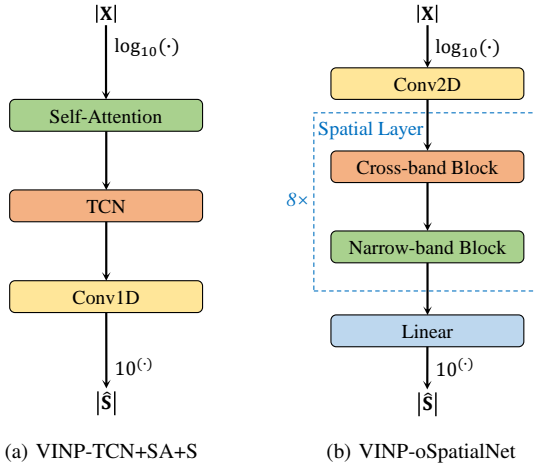 |𝐗|
log₁₀(·)
Self-Attention
TCN
Conv1D
10⁽·⁾
|𝐒̂|
(a) VINP-TCN+SA+S
|𝐗|
log₁₀(·)
Conv2D
Spatial Layer
Cross-band Block
8×
Narrow-band Block
Linear
10⁽·⁾
|𝐒̂|
(b) VINP-oSpatialNet